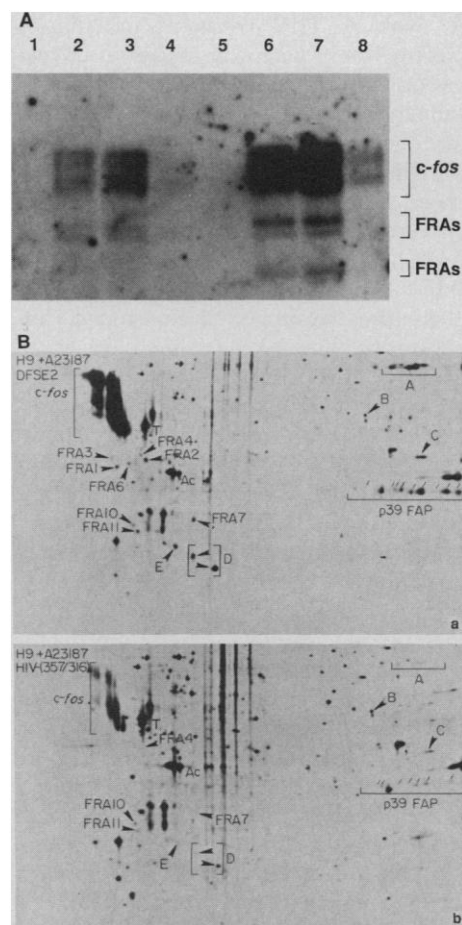 A
1 2 3 4 5 6 7 8
c-fos
FRAs
FRAs
B
H9 +A23187
DFSE2
c-fos
A
B
T
FRA4
FRA3
FRA2
C
FRA1
FRA6
Ac
FRA10
FRA7
p39 FAP
FRA11
E
D
a
H9 +A23187
HIV-(357/316)
c-fos
A
B
T
FRA4
C
Ac
FRA10
FRA7
p39 FAP
FRA11
E
D
b